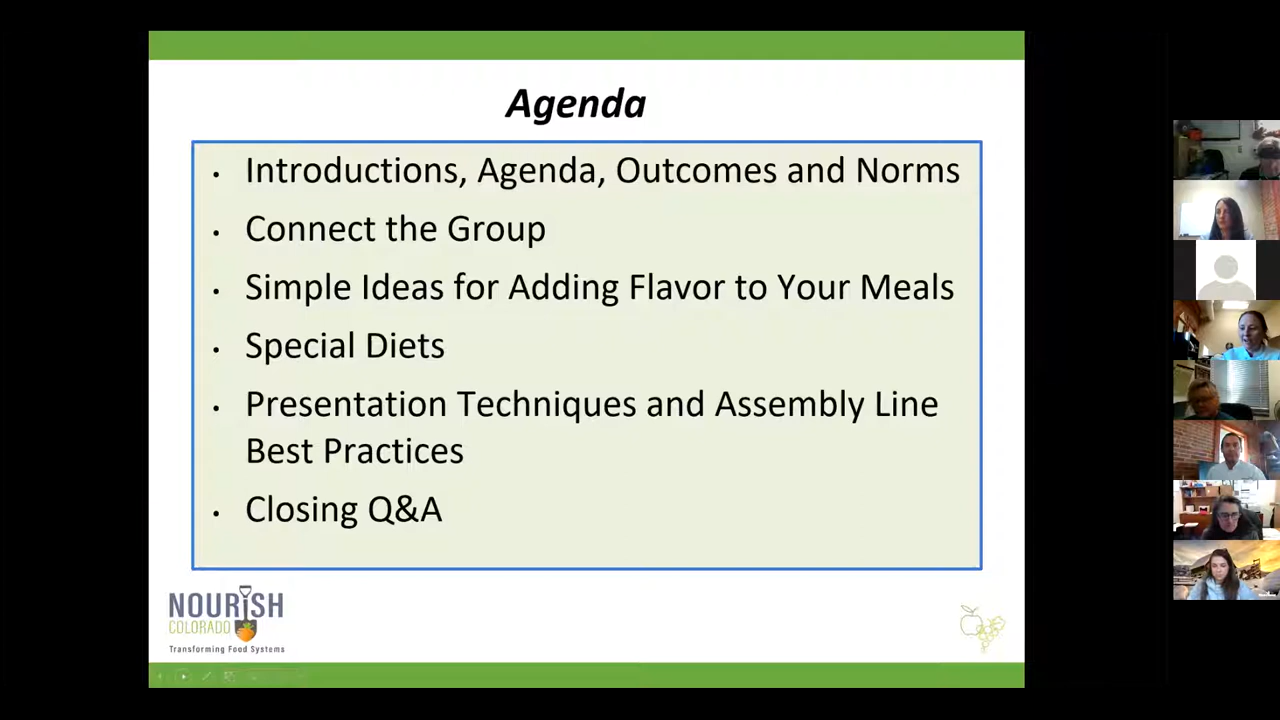 Agenda
• Introductions, Agenda, Outcomes and Norms
• Connect the Group
• Simple Ideas for Adding Flavor to Your Meals
• Special Diets
• Presentation Techniques and Assembly Line
Best Practices
• Closing Q&A
NOURISH
COLORADO
Transforming Food Systems